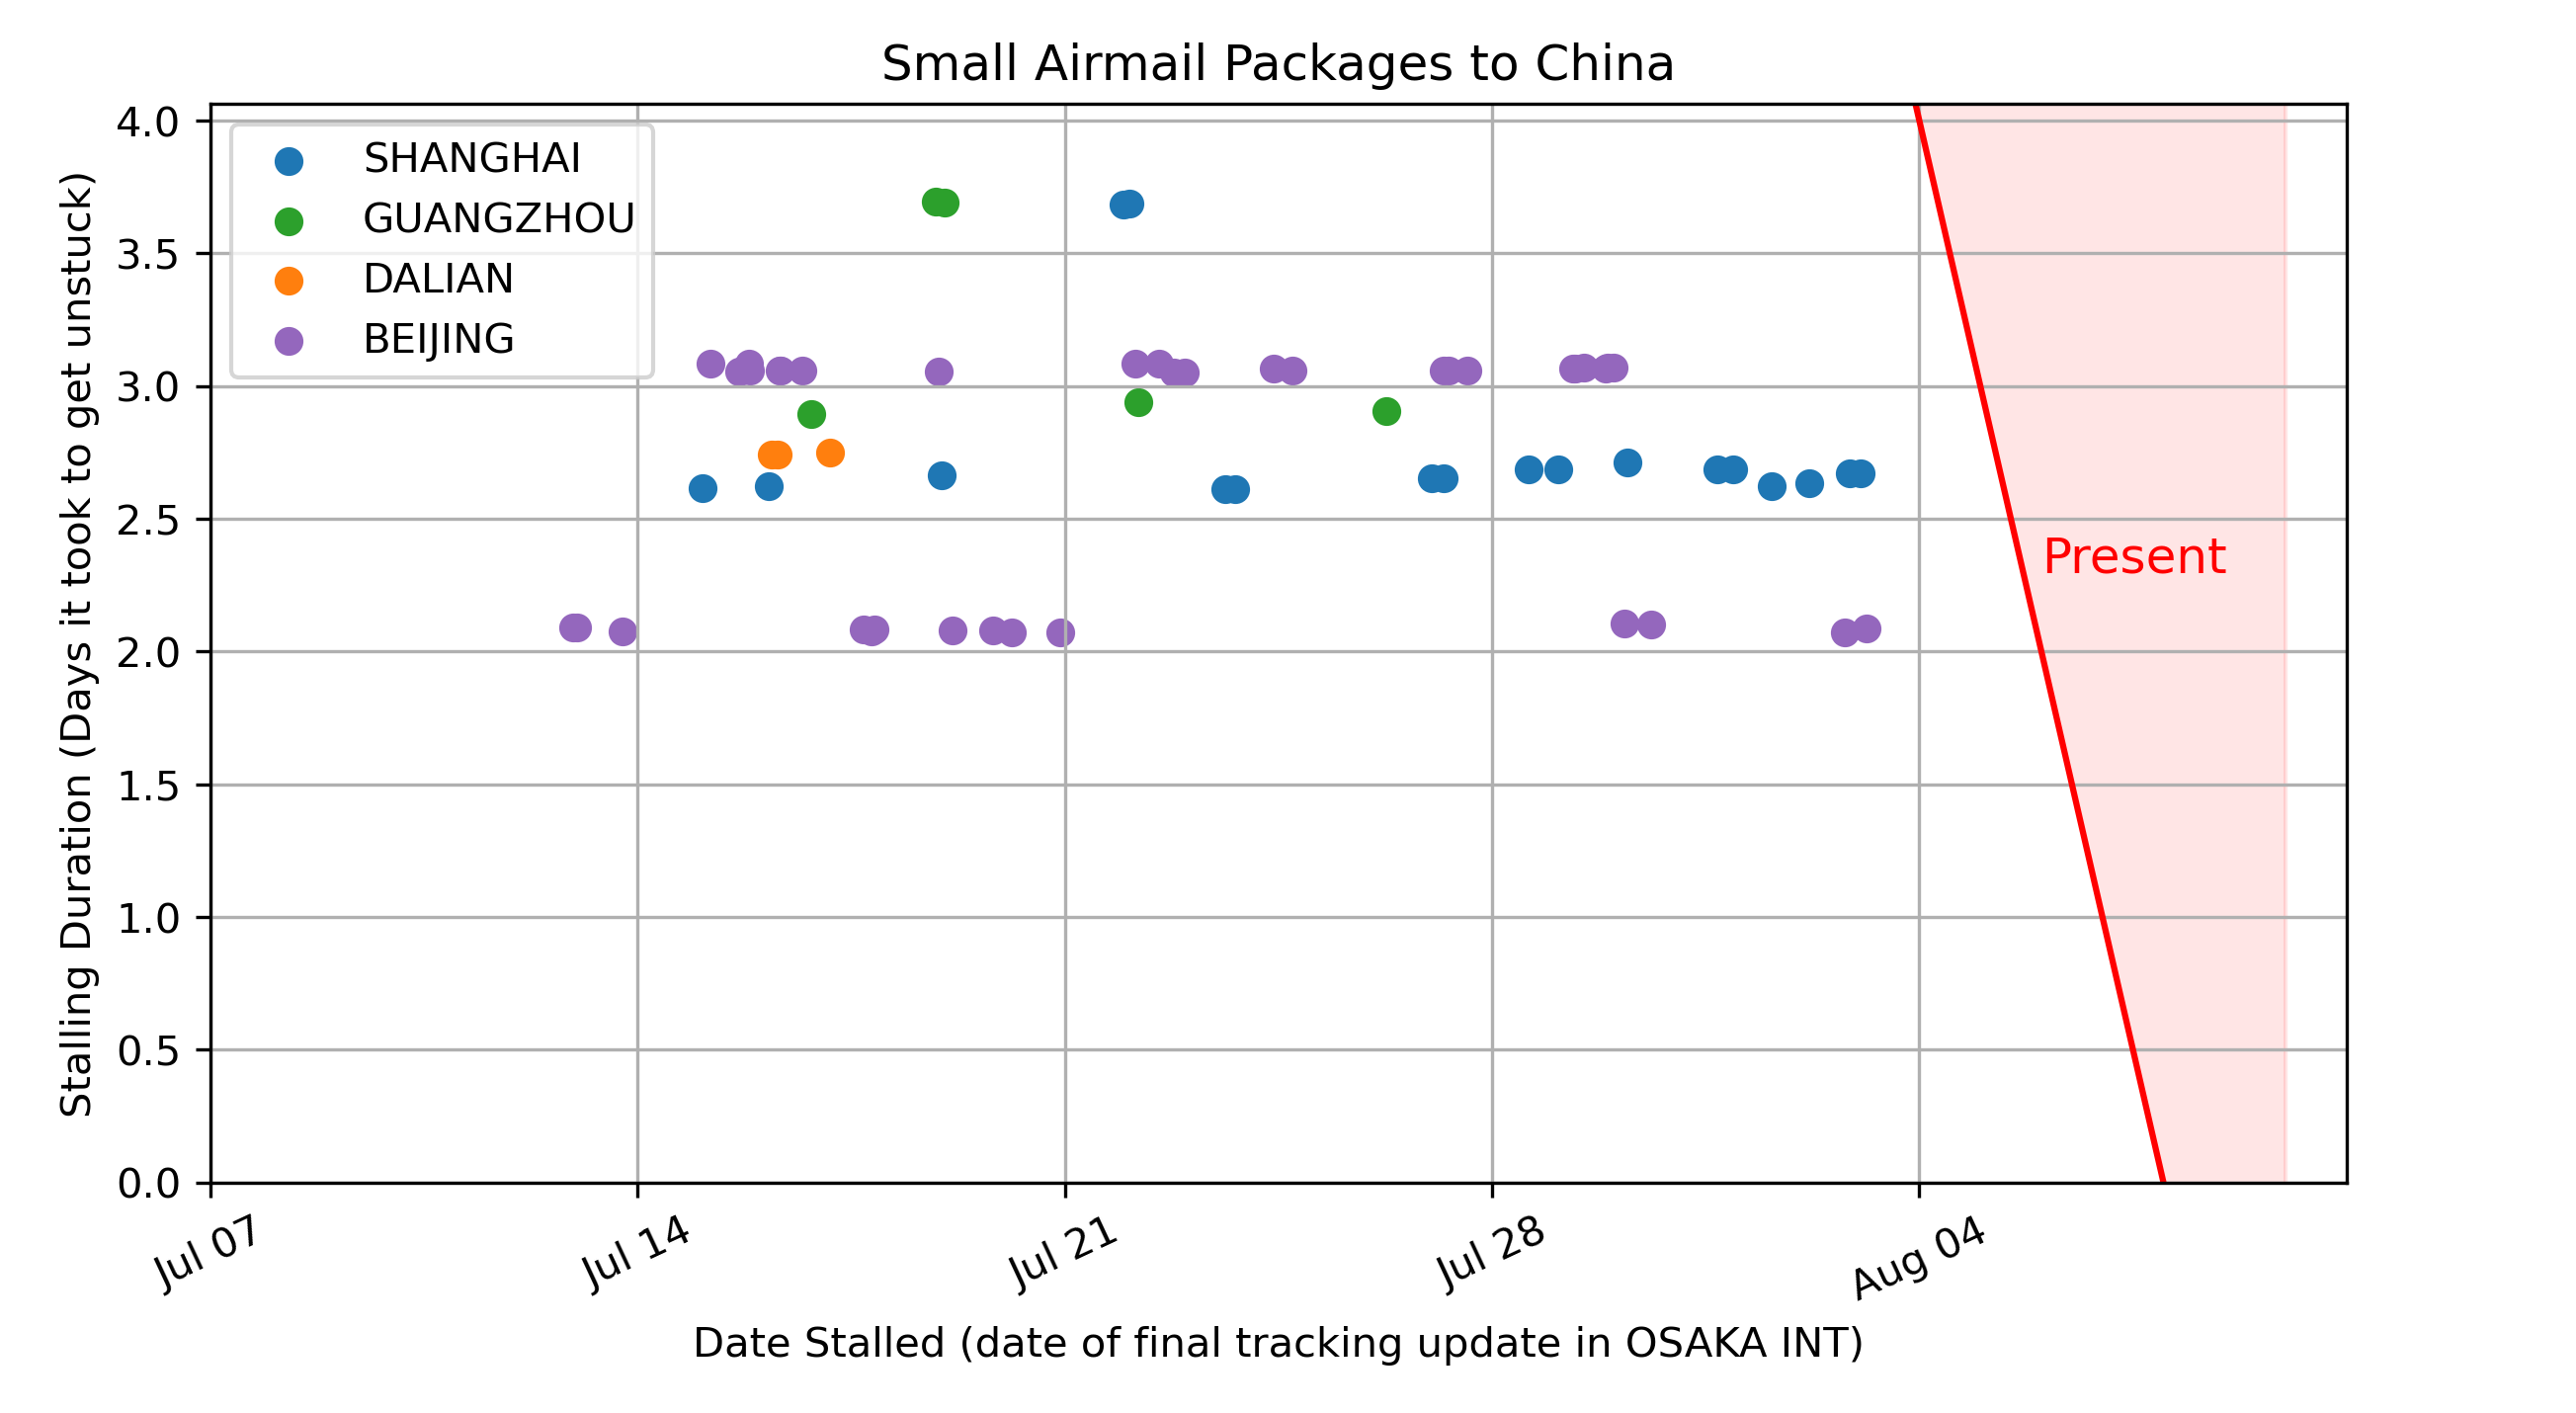 Small Airmail Packages to China
Stalling Duration (Days it took to get unstuck)
4.0
3.5
3.0
2.5
2.0
1.5
1.0
0.5
0.0
SHANGHAI
GUANGZHOU
DALIAN
BEIJING
Present
Jul 07
Jul 14
Jul 21
Jul 28
Aug 04
Date Stalled (date of final tracking update in OSAKA INT)